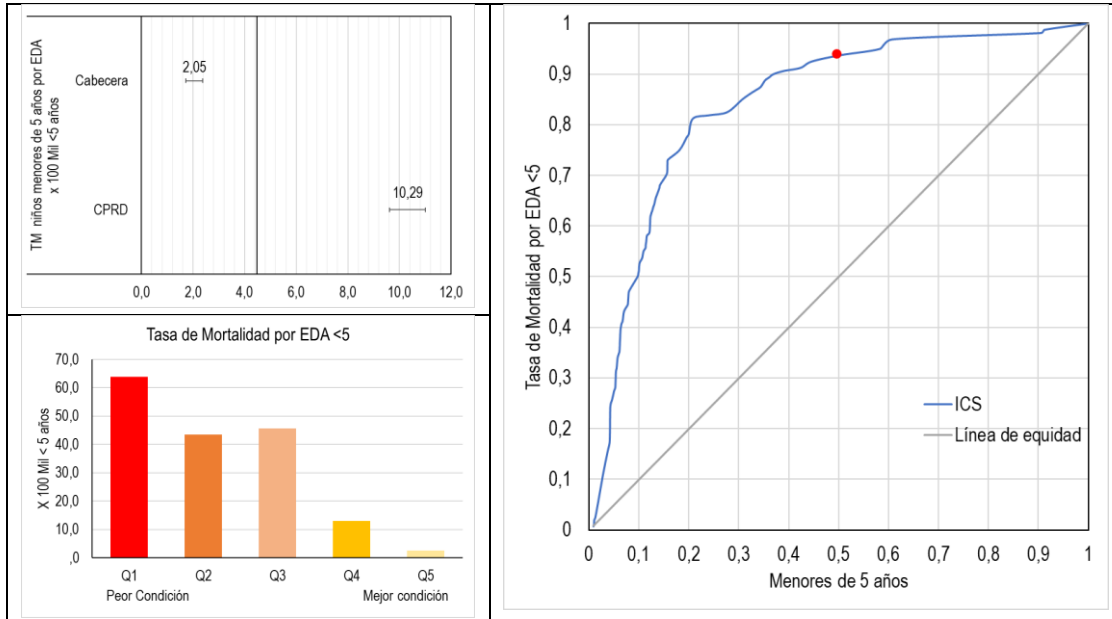 TM niños menores de 5 años por EDA
x 100 Mil <5 años
Cabecera
2,05
CPRD
10,29
0,0 2,0 4,0 6,0 8,0 10,0 12,0
Tasa de Mortalidad por EDA <5
X 100 Mil < 5 años
70,0
60,0
50,0
40,0
30,0
20,0
10,0
,0
Q1 Q2 Q3 Q4 Q5
Peor Condición Mejor condición
Tasa de Mortalidad por EDA <5
1
0,9
0,8
0,7
0,6
0,5
0,4
0,3
0,2
0,1
0
ICS
Línea de equidad
0 0,1 0,2 0,3 0,4 0,5 0,6 0,7 0,8 0,9 1
Menores de 5 años